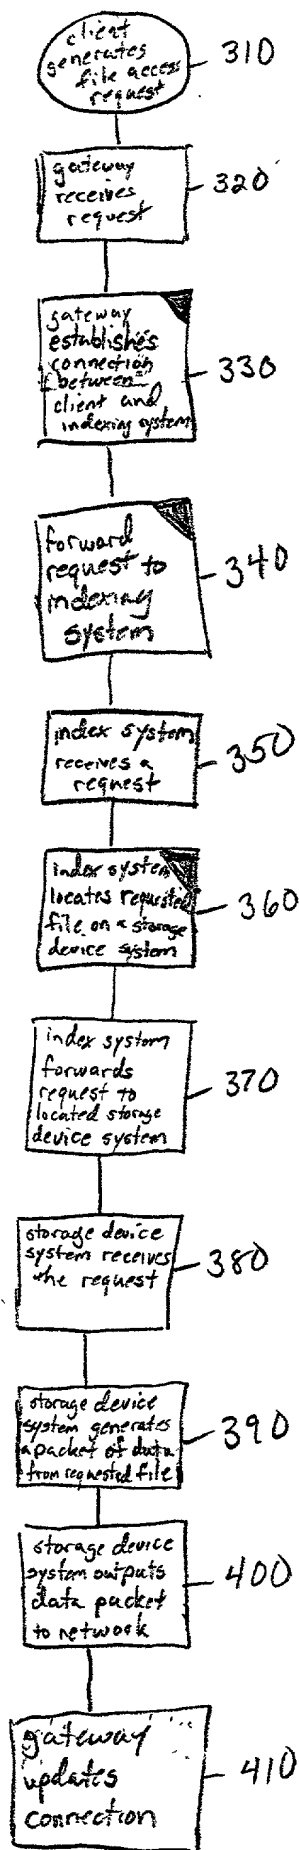 client
generates
file access
request
310
gateway
receives
request
320
gateway
establishes
connection
between
client and
indexing system
330
forward
request to
indexing
system
340
index system
receives a
request
350
index system
locates requested
file on a storage
device system
360
index system
forwards
request to
located storage
device system
370
storage device
system receives
the request
380
storage device
system generates
a packet of data
from requested file
390
storage device
system outputs
data packet
to network
400
gateway
updates
connection
410